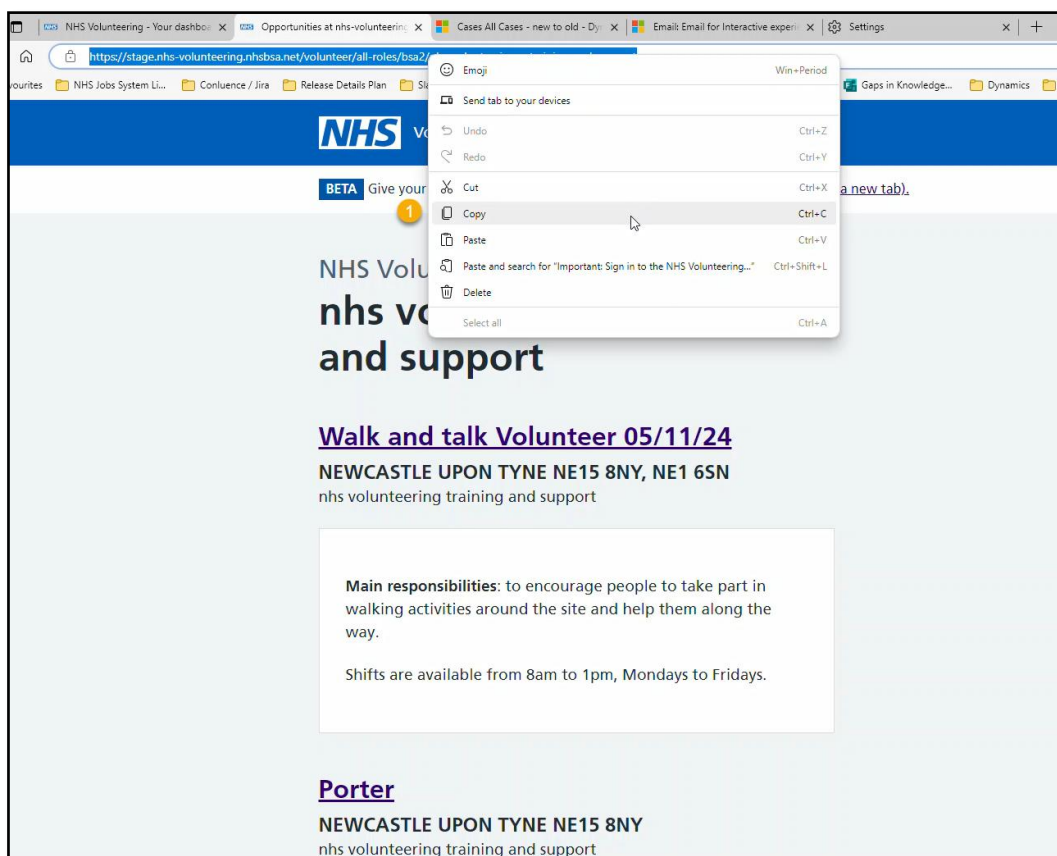 NHS Volunteering - Your dashboa
Opportunities at nhs-volunteering
Cases All Cases - new to old - Dy
Email: Email for Interactive experi
Settings
https://stage.nhs-volunteering.nhsbsa.net/volunteer/all-roles/bsa2/
vourites
NHS Jobs System Li...
Conluence / Jira
Release Details Plan
Gaps in Knowledge...
Dynamics
Emoji Win+Period
Send tab to your devices
Undo Ctrl+Z
Redo Ctrl+Y
Cut Ctrl+X
1 Copy Ctrl+C
Paste Ctrl+V
Paste and search for "Important: Sign in to the NHS Volunteering..." Ctrl+Shift+L
Delete
Select all Ctrl+A
NHS
BETA Give your a new tab).
NHS Volu
nhs vo
and support
Walk and talk Volunteer 05/11/24
NEWCASTLE UPON TYNE NE15 8NY, NE1 6SN
nhs volunteering training and support
Main responsibilities: to encourage people to take part in
walking activities around the site and help them along the
way.
Shifts are available from 8am to 1pm, Mondays to Fridays.
Porter
NEWCASTLE UPON TYNE NE15 8NY
nhs volunteering training and support